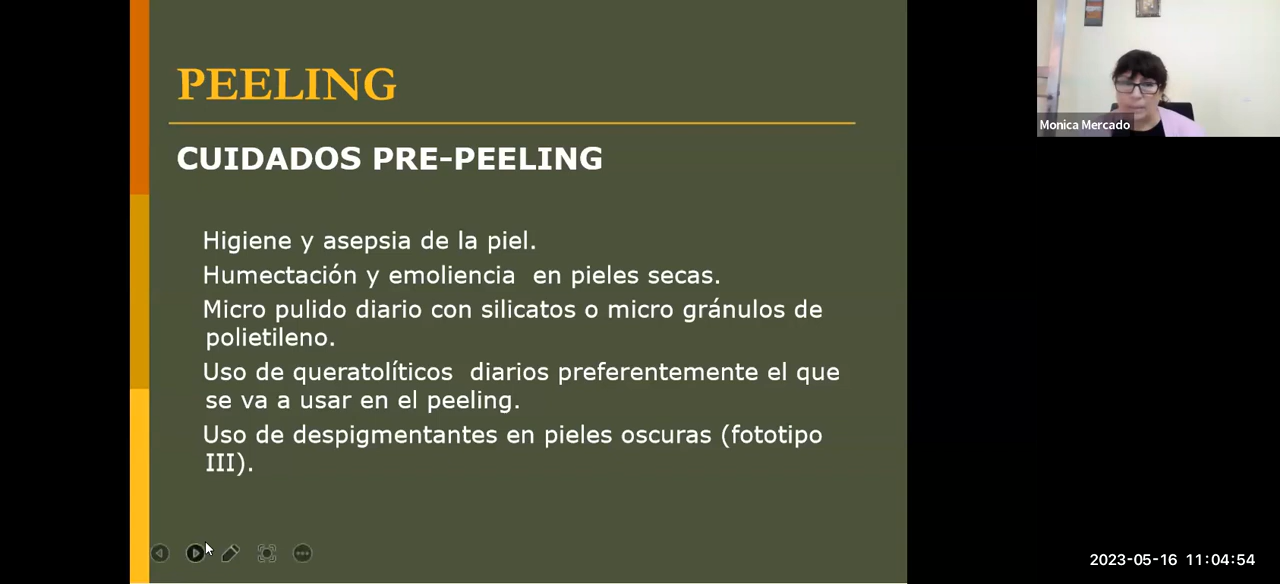 PEELING
CUIDADOS PRE-PEELING
Higiene y asepsia de la piel.
Humectación y emoliencia  en pieles secas.
Micro pulido diario con silicatos o micro gránulos de
polietileno.
Uso de queratolíticos  diarios preferentemente el que
se va a usar en el peeling.
Uso de despigmentantes en pieles oscuras (fototipo
III).
Monica Mercado
2023-05-16 11:04:54